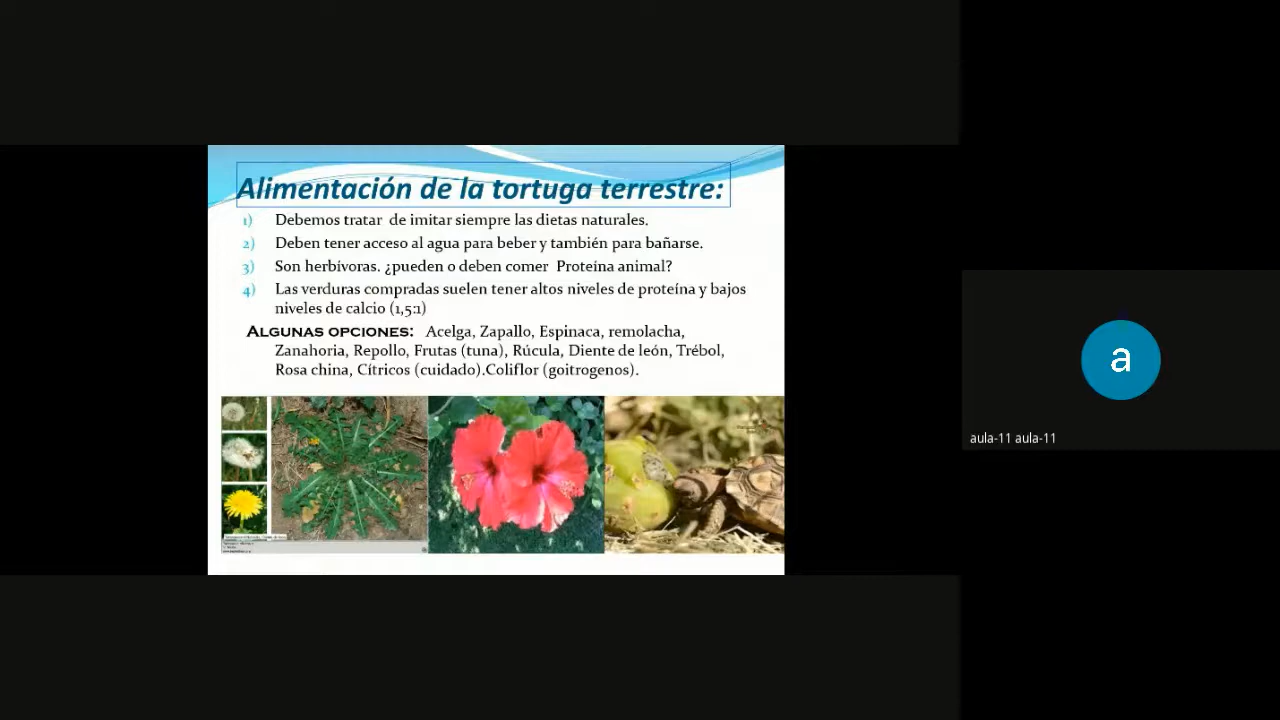 Alimentación de la tortuga terrestre:
1) Debemos tratar de imitar siempre las dietas naturales.
2) Deben tener acceso al agua para beber y también para bañarse.
3) Son herbívoras. ¿pueden o deben comer Proteína animal?
4) Las verduras compradas suelen tener altos niveles de proteína y bajos
niveles de calcio (1,5:1)
ALGUNAS OPCIONES: Acelga, Zapallo, Espinaca, remolacha,
Zanahoria, Repollo, Frutas (tuna), Rúcula, Diente de león, Trébol,
Rosa china, Cítricos (cuidado).Coliflor (goitrogenos).
a
aula-11 aula-11